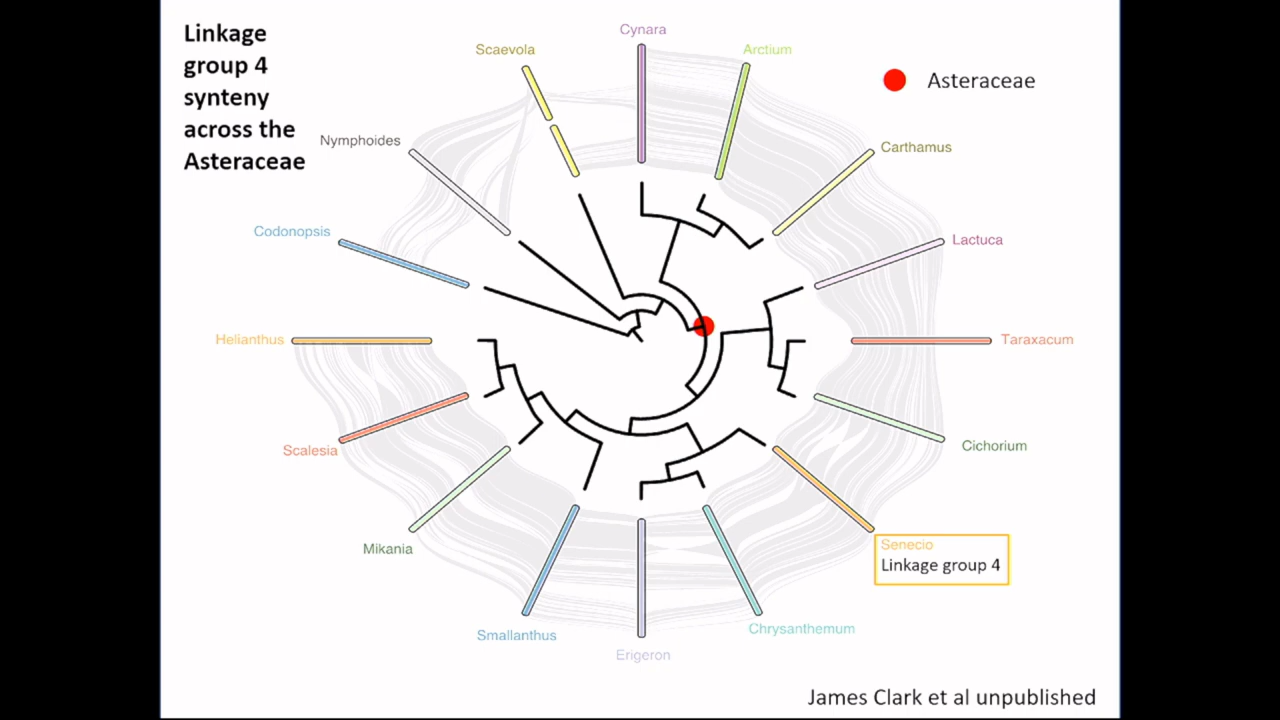 Linkage
group 4
synteny
across the
Asteraceae
Cynara
Scaevola
Arctium
Asteraceae
Nymphoides
Carthamus
Codonopsis
Lactuca
Helianthus
Taraxacum
Scalesia
Cichorium
Mikania
Senecio
Linkage group 4
Smallanthus
Chrysanthemum
Erigeron
James Clark et al unpublished